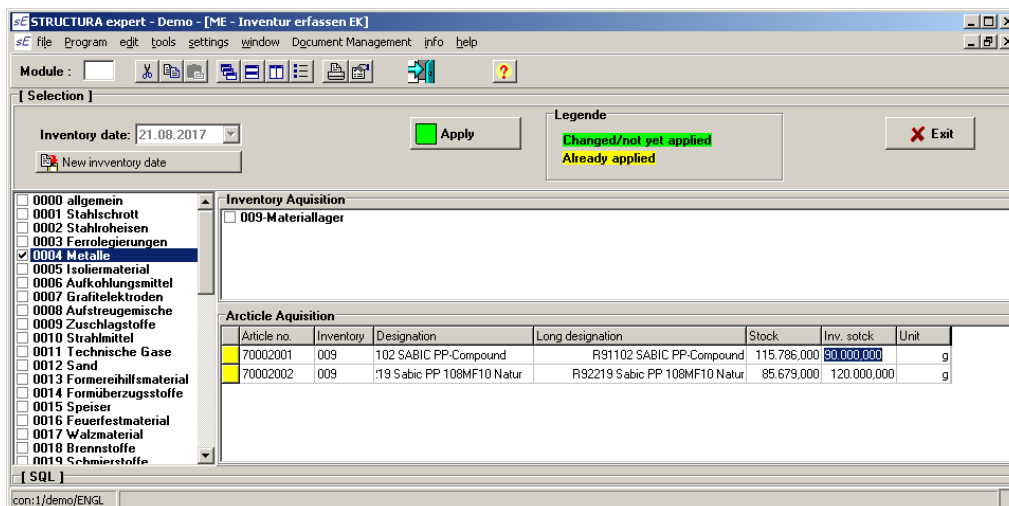 sE STRUCTURA expert - Demo - [ME - Inventur erfassen EK]
sE file Program edit tools settings window Document Management info help
Module :
[ Selection ]
Inventory date: 21.08.2017
New invventory date
Apply
Legende
Changed/not yet applied
Already applied
Exit
0000 allgemein
0001 Stahlschrott
0002 Stahlroheisen
0003 Ferrolegierungen
0004 Metalle
0005 Isoliermaterial
0006 Aufkohlungsmittel
0007 Grafitelektroden
0008 Aufstreugemische
0009 Zuschlagstoffe
0010 Strahlmittel
0011 Technische Gase
0012 Sand
0013 Formereihilfsmaterial
0014 Formüberzugsstoffe
0015 Speiser
0016 Feuerfestmaterial
0017 Walzmaterial
0018 Brennstoffe
0019 Schmierstoffe
Inventory Aquisition
009-Materiallager
Arcticle Aquisition
Article no. Inventory Designation Long designation Stock Inv. sotck Unit
70002001 009 102 SABIC PP-Compound R91102 SABIC PP-Compound 115.786,000 90.000,000 g
70002002 009 :19 Sabic PP 108MF10 Natur R92219 Sabic PP 108MF10 Natur 85.679,000 120.000,000 g
[ SQL ]
con:1/demo/ENGL